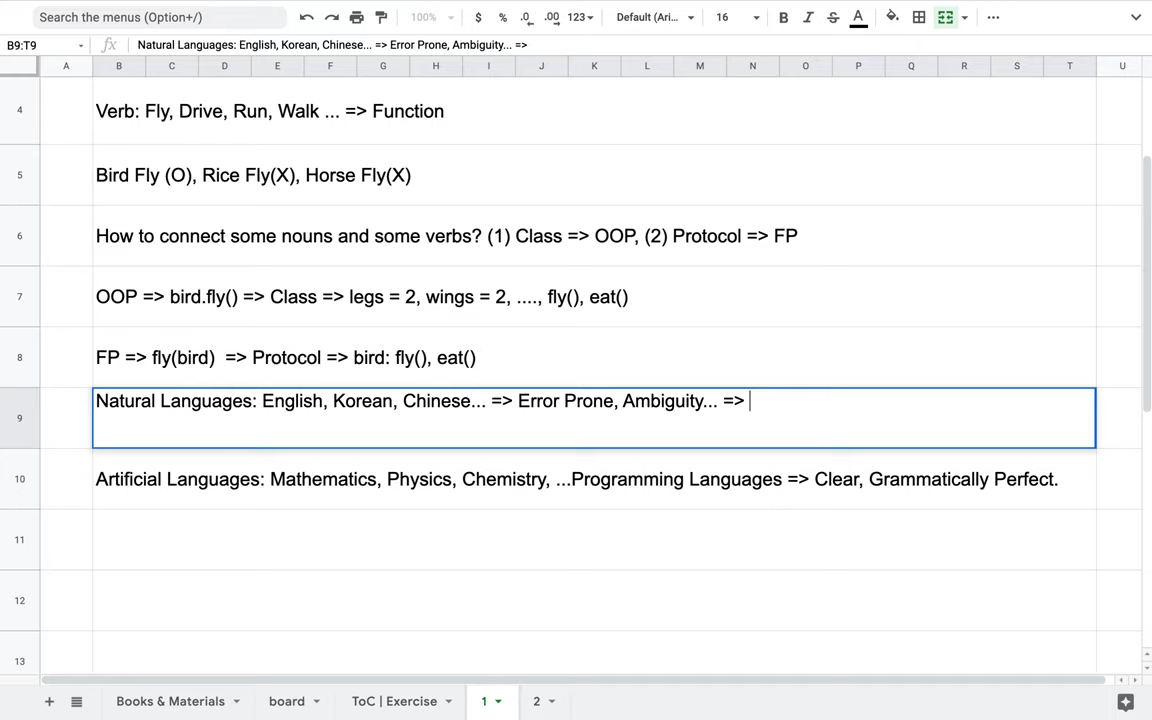 Search the menus (Option+/) 100% $ % .0 .00 123 Default (Ari... 16 B I S A
B9:T9 fx Natural Languages: English, Korean, Chinese... => Error Prone, Ambiguity... =>
A B C D E F G H I J K L M N O P Q R S T U
4 Verb: Fly, Drive, Run, Walk ... => Function
5 Bird Fly (O), Rice Fly(X), Horse Fly(X)
6 How to connect some nouns and some verbs? (1) Class => OOP, (2) Protocol => FP
7 OOP => bird.fly() => Class => legs = 2, wings = 2, ...., fly(), eat()
8 FP => fly(bird) => Protocol => bird: fly(), eat()
9 Natural Languages: English, Korean, Chinese... => Error Prone, Ambiguity... =>
10 Artificial Languages: Mathematics, Physics, Chemistry, ...Programming Languages => Clear, Grammatically Perfect.
11
12
13
Books & Materials board ToC | Exercise 1 2